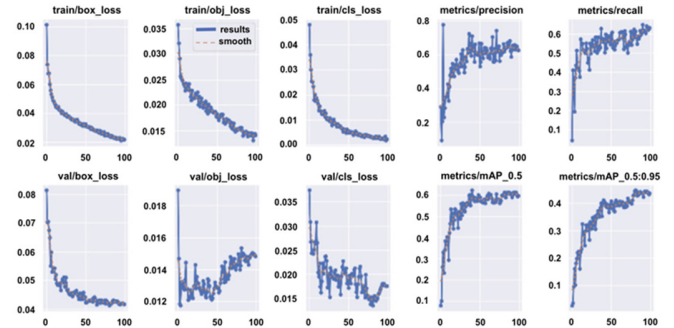 train/box_loss
train/obj_loss
train/cls_loss
metrics/precision
metrics/recall
results
smooth
0.10
0.08
0.06
0.04
0.02
0.035
0.030
0.025
0.020
0.015
0.05
0.04
0.03
0.02
0.01
0.00
0.8
0.6
0.4
0.2
0.6
0.5
0.4
0.3
0.2
0.1
0 50 100
0 50 100
0 50 100
0 50 100
0 50 100
val/box_loss
val/obj_loss
val/cls_loss
metrics/mAP_0.5
metrics/mAP_0.5:0.95
0.08
0.07
0.06
0.05
0.04
0.018
0.016
0.014
0.012
0.035
0.030
0.025
0.020
0.015
0.6
0.5
0.4
0.3
0.2
0.1
0.4
0.3
0.2
0.1
0 50 100
0 50 100
0 50 100
0 50 100
0 50 100